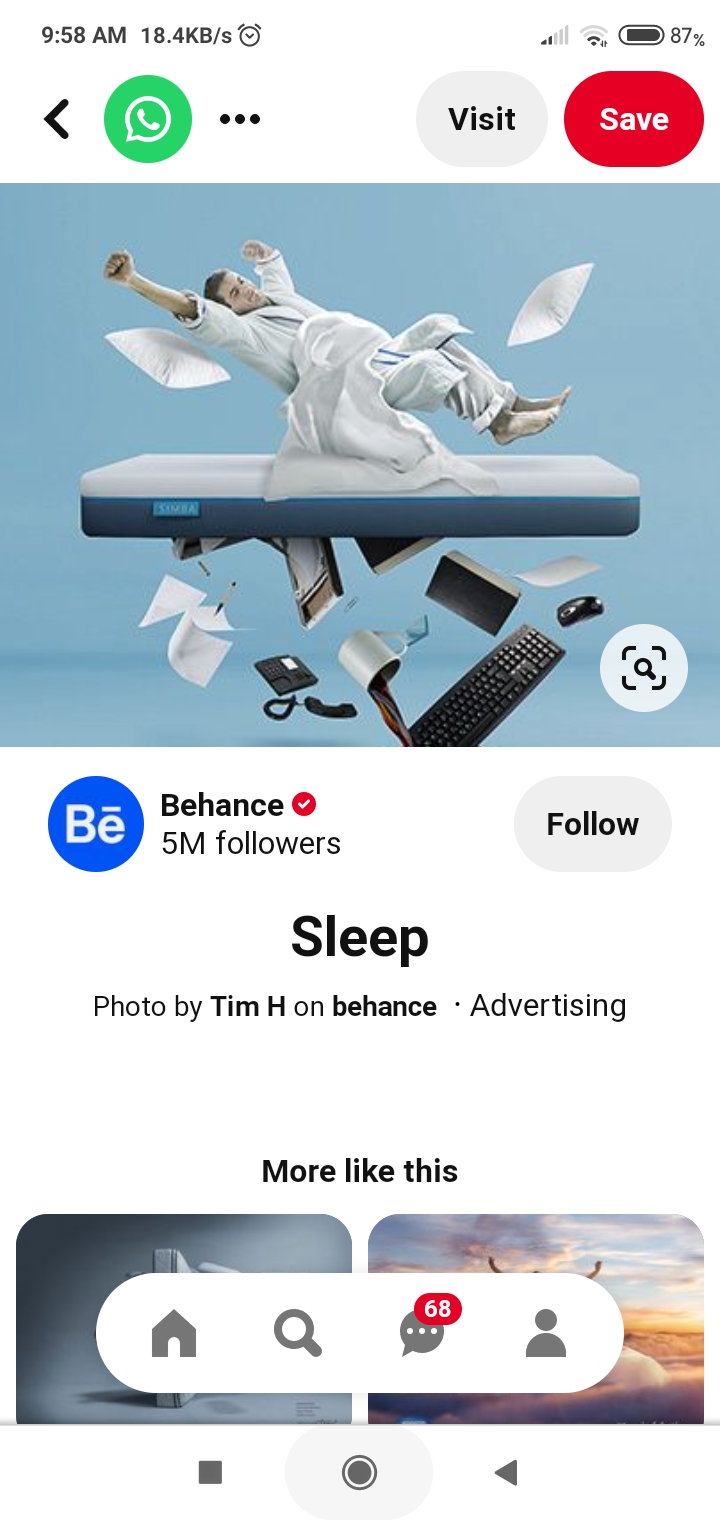 9:58 AM 18.4KB/s 87%
Visit
Save
SIMBA
Bē
Behance
5M followers
Follow
Sleep
Photo by Tim H on behance · Advertising
More like this
68